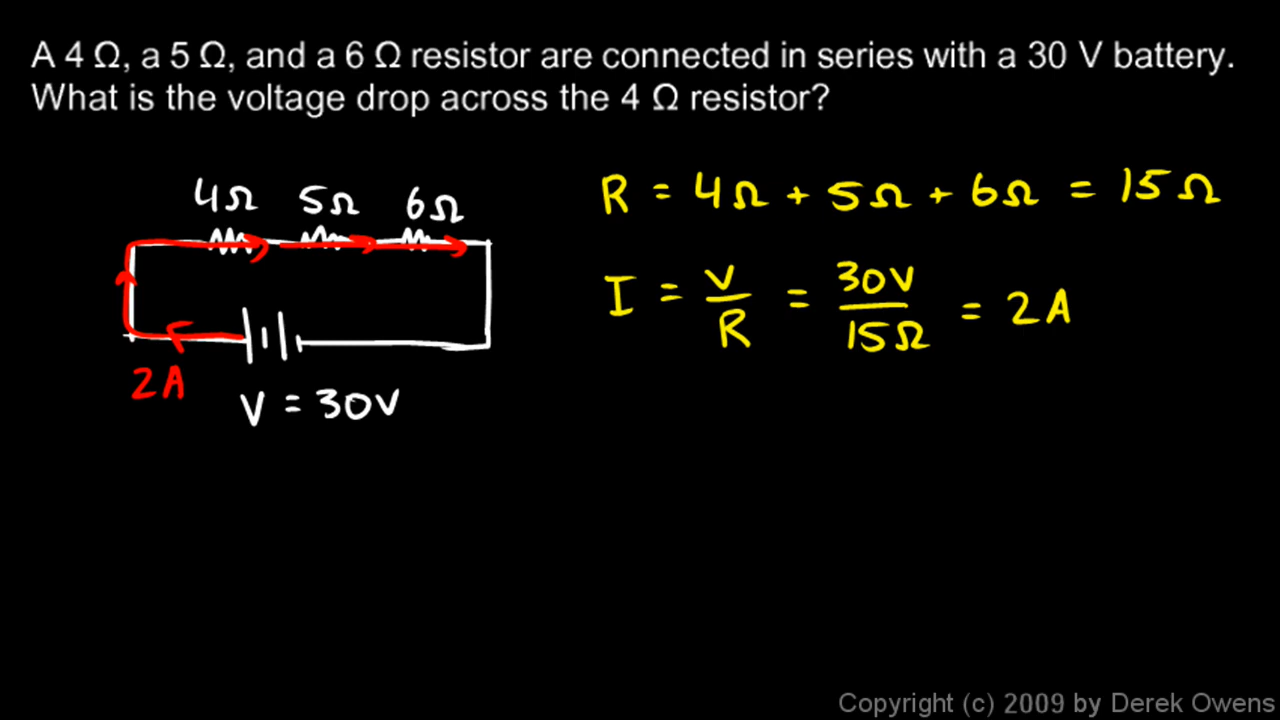 A 4 Ω, a 5 Ω, and a 6 Ω resistor are connected in series with a 30 V battery.
What is the voltage drop across the 4 Ω resistor?
4Ω 5Ω 6Ω
R = 4Ω + 5Ω + 6Ω = 15Ω
I = V/R = 30V/15Ω = 2A
2A
V = 30V
Copyright (c) 2009 by Derek Owens